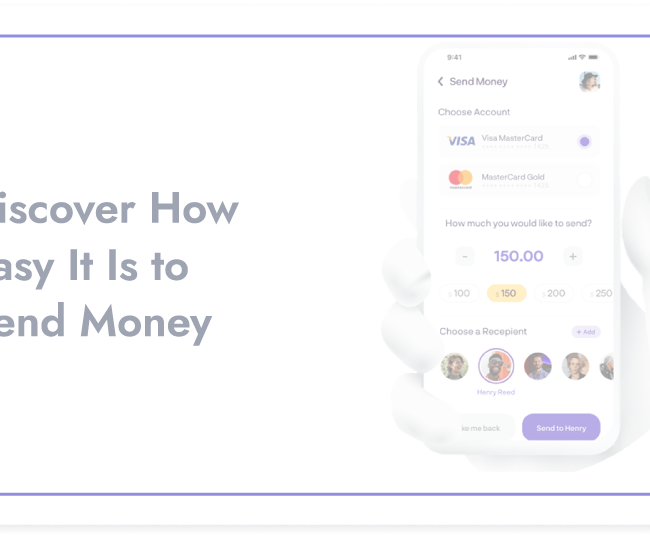 iscover How
asy It Is to
end Money
9:41
Send Money
Choose Account
VISA
Visa MasterCard
MasterCard Gold
How much you would like to send?
- 150.00 +
$100 $150 $200 $250
Choose a Recepient
+ Add
Henry Reed
ke me back
Send to Henry